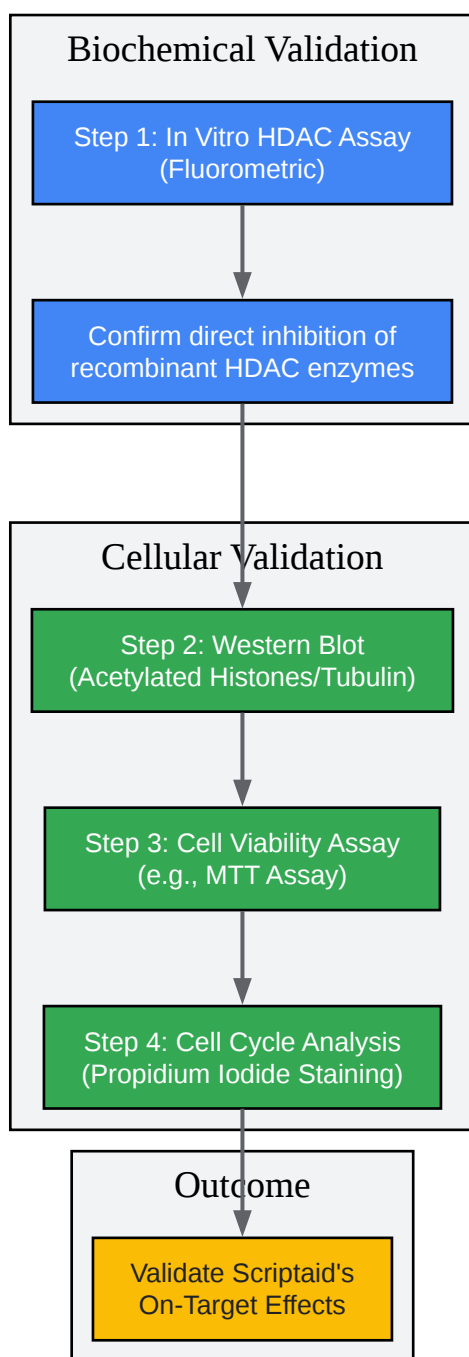 Biochemical Validation
Step 1: In Vitro HDAC Assay
(Fluorometric)
Confirm direct inhibition of
recombinant HDAC enzymes
Cellular Validation
Step 2: Western Blot
(Acetylated Histones/Tubulin)
Step 3: Cell Viability Assay
(e.g., MTT Assay)
Step 4: Cell Cycle Analysis
(Propidium Iodide Staining)
Outcome
Validate Scriptaid's
On-Target Effects